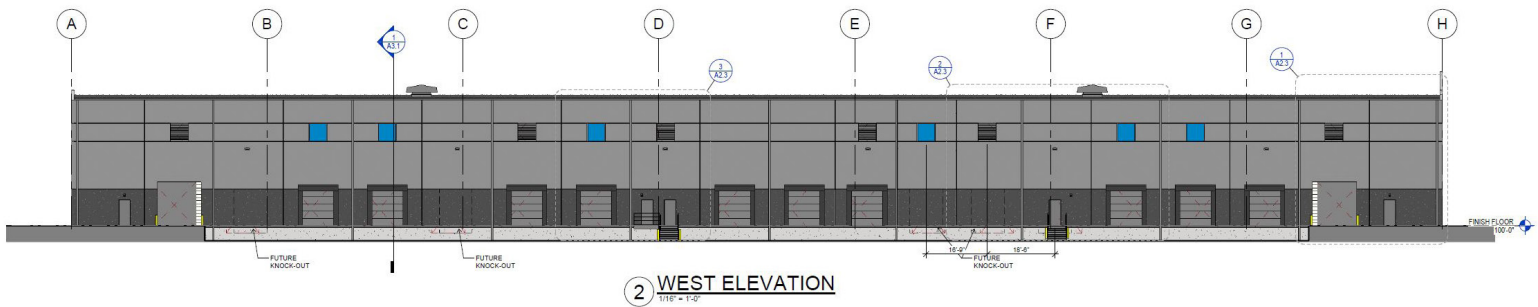 A B C D E F G H
1
A3.1
3
A2.3
2
A2.3
1
A2.3
FINISH FLOOR
100'-0"
FUTURE
KNOCK-OUT
FUTURE
KNOCK-OUT
16'-9" 18'-6"
FUTURE
KNOCK-OUT
2 WEST ELEVATION
1/16" = 1'-0"